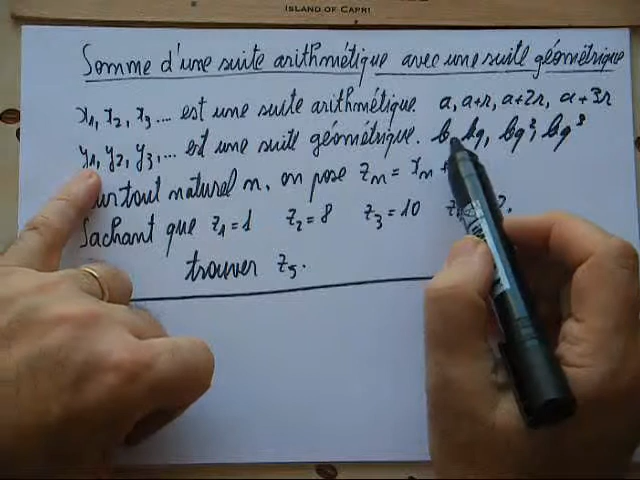 ISLAND OF CAPRI
Somme d'une suite arithmétique avec une suite géométrique
x1, x2, x3... est une suite arithmétique. a, a+r, a+2r, a+3r
y1, y2, y3,... est une suite géométrique. b, bq, bq², bq³
tout naturel n, on pose zn = xn +
Sachant que z1=1 z2=8 z3=10
trouver z5.